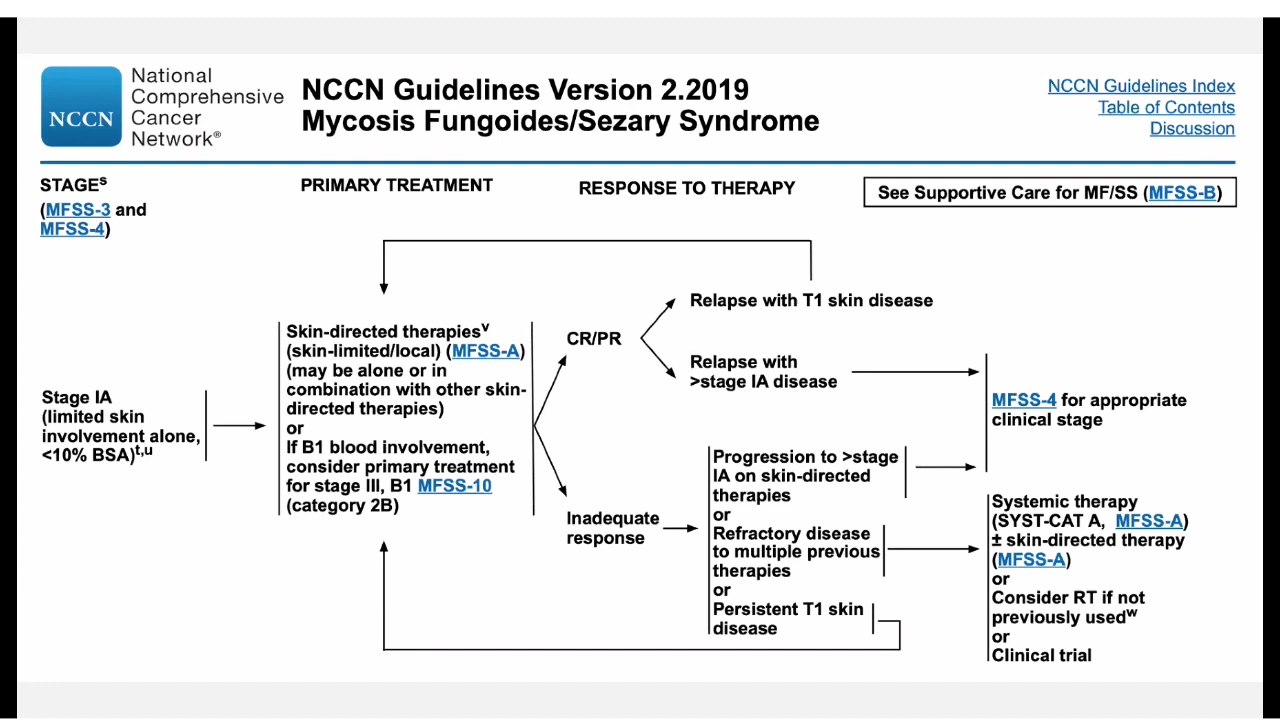 National
Comprehensive
Cancer
Network®
NCCN
NCCN Guidelines Version 2.2019
Mycosis Fungoides/Sezary Syndrome
NCCN Guidelines Index
Table of Contents
Discussion
STAGEˢ
(MFSS-3 and
MFSS-4)
PRIMARY TREATMENT
RESPONSE TO THERAPY
See Supportive Care for MF/SS (MFSS-B)
Stage IA
(limited skin
involvement alone,
<10% BSA)ᵗ,ᵘ
Skin-directed therapiesᵛ
(skin-limited/local) (MFSS-A)
(may be alone or in
combination with other skin-
directed therapies)
or
If B1 blood involvement,
consider primary treatment
for stage III, B1 MFSS-10
(category 2B)
CR/PR
Relapse with T1 skin disease
Relapse with
>stage IA disease
MFSS-4 for appropriate
clinical stage
Inadequate
response
Progression to >stage
IA on skin-directed
therapies
or
Refractory disease
to multiple previous
therapies
or
Persistent T1 skin
disease
Systemic therapy
(SYST-CAT A, MFSS-A)
± skin-directed therapy
(MFSS-A)
or
Consider RT if not
previously usedʷ
or
Clinical trial